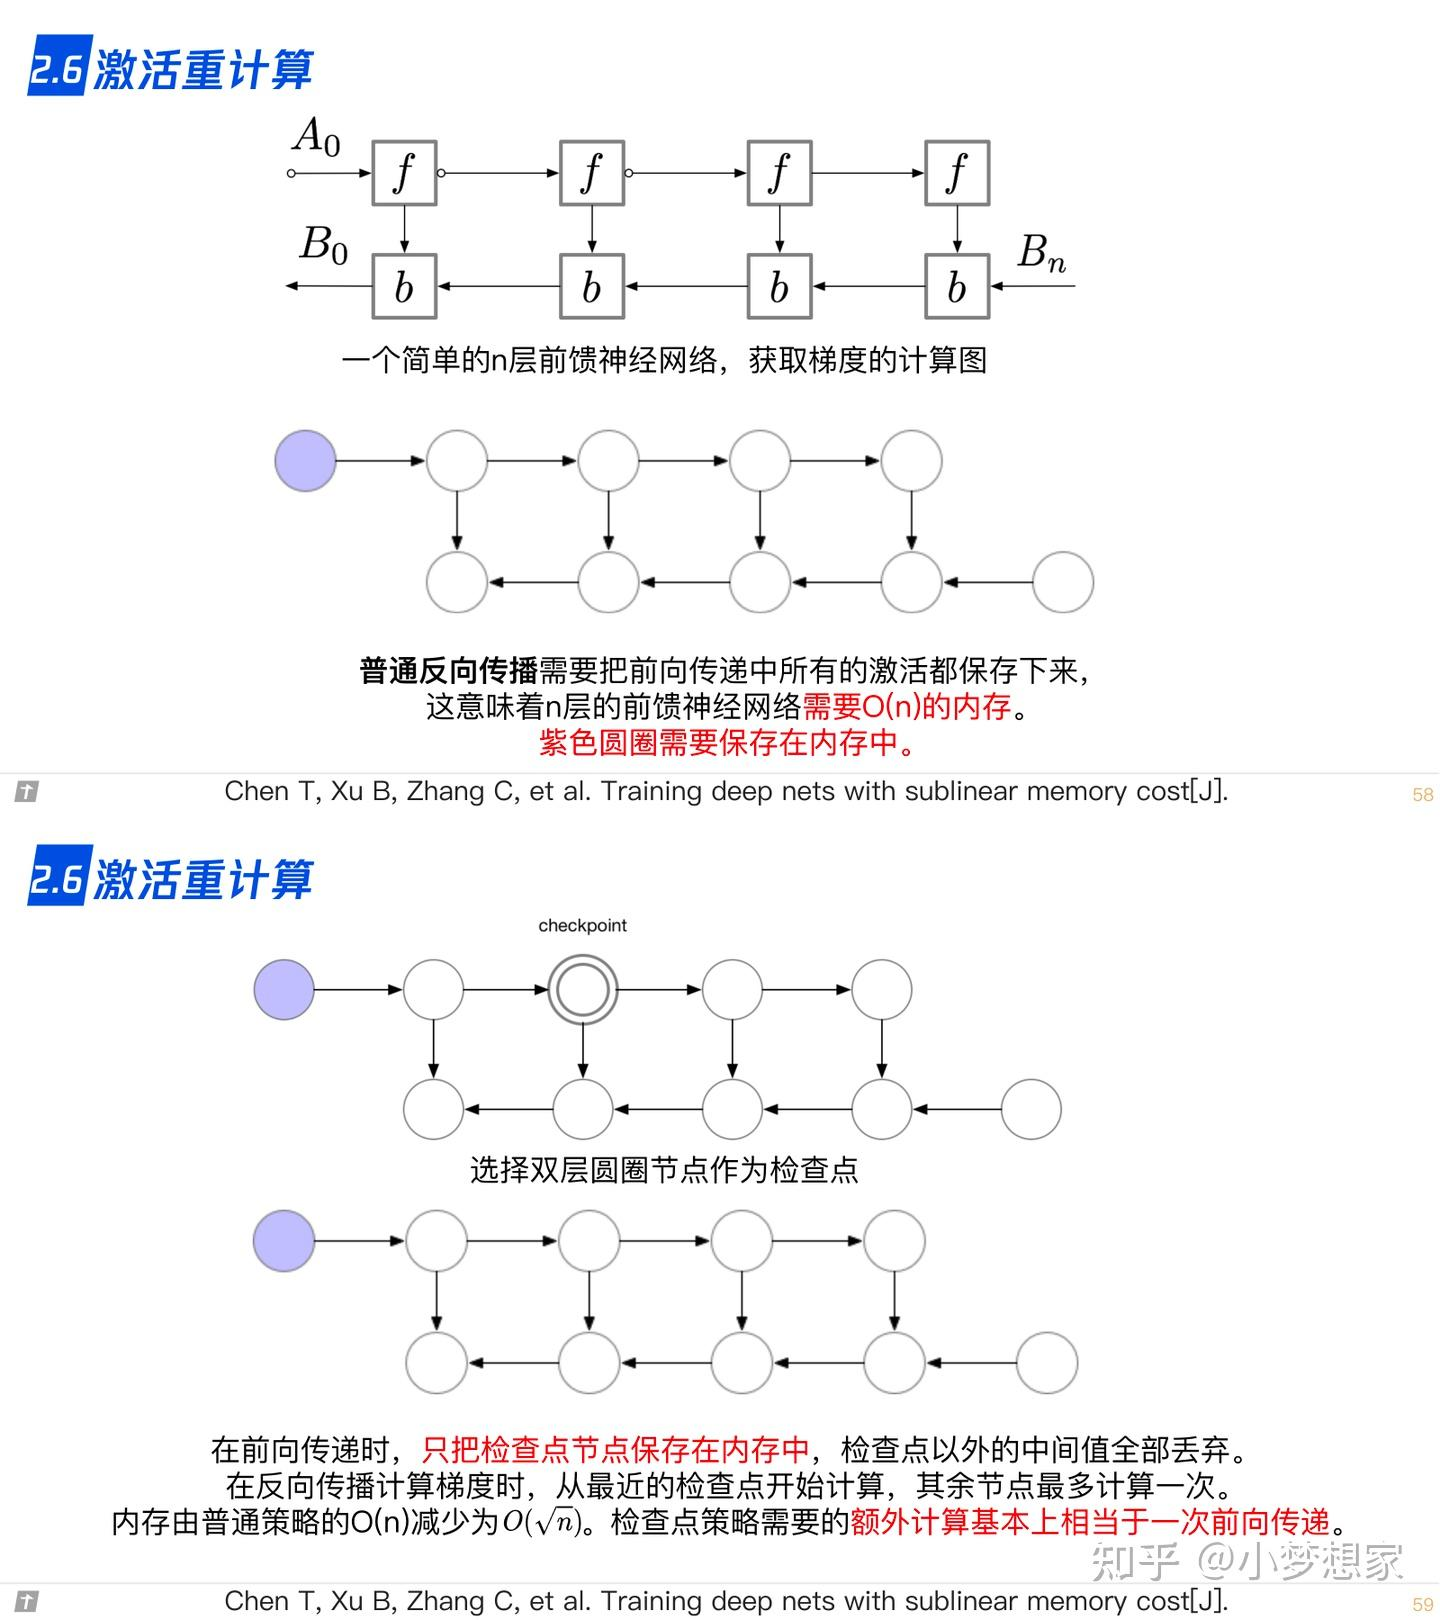 2.6 激活重计算
A₀
f f f f
B₀
Bₙ
b b b b
一个简单的n层前馈神经网络，获取梯度的计算图
普通反向传播需要把前向传递中所有的激活都保存下来，
这意味着n层的前馈神经网络需要O(n)的内存。
紫色圆圈需要保存在内存中。
Chen T, Xu B, Zhang C, et al. Training deep nets with sublinear memory cost[J].
58
2.6 激活重计算
checkpoint
选择双层圆圈节点作为检查点
在前向传递时，只把检查点节点保存在内存中，检查点以外的中间值全部丢弃。
在反向传播计算梯度时，从最近的检查点开始计算，其余节点最多计算一次。
内存由普通策略的O(n)减少为O(√n)。检查点策略需要的额外计算基本上相当于一次前向传递。
知乎 @小梦想家
Chen T, Xu B, Zhang C, et al. Training deep nets with sublinear memory cost[J].
59